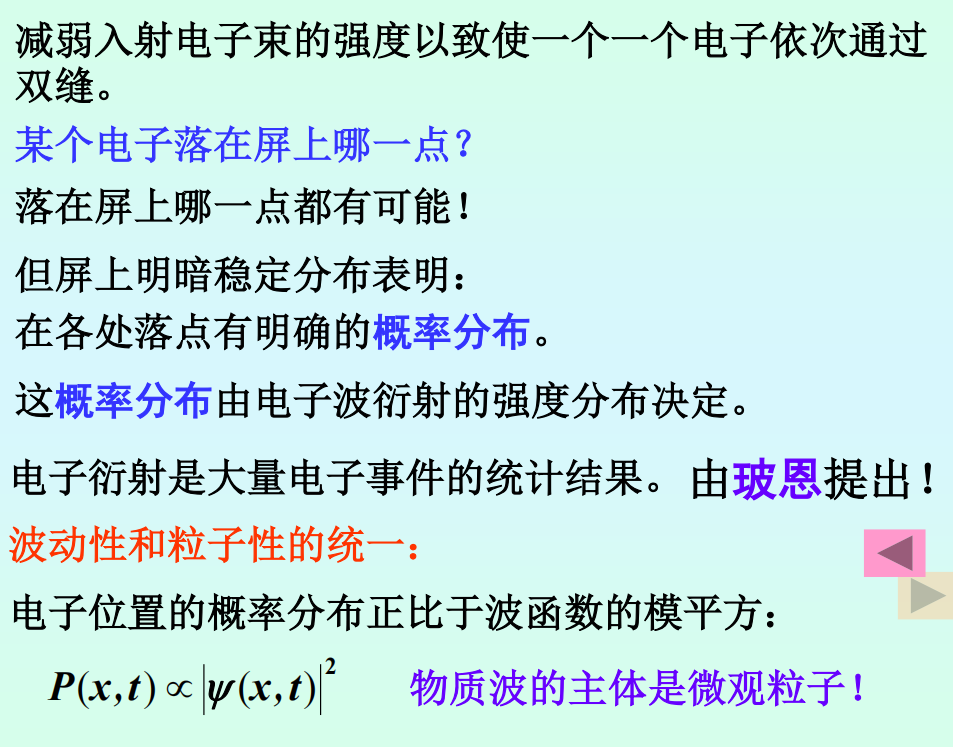 减弱入射电子束的强度以致使一个一个电子依次通过
双缝。
某个电子落在屏上哪一点？
落在屏上哪一点都有可能！
但屏上明暗稳定分布表明：
在各处落点有明确的概率分布。
这概率分布由电子波衍射的强度分布决定。
电子衍射是大量电子事件的统计结果。 由玻恩提出！
波动性和粒子性的统一：
电子位置的概率分布正比于波函数的模平方：
P(x,t)∝|ψ(x,t)|² 物质波的主体是微观粒子！